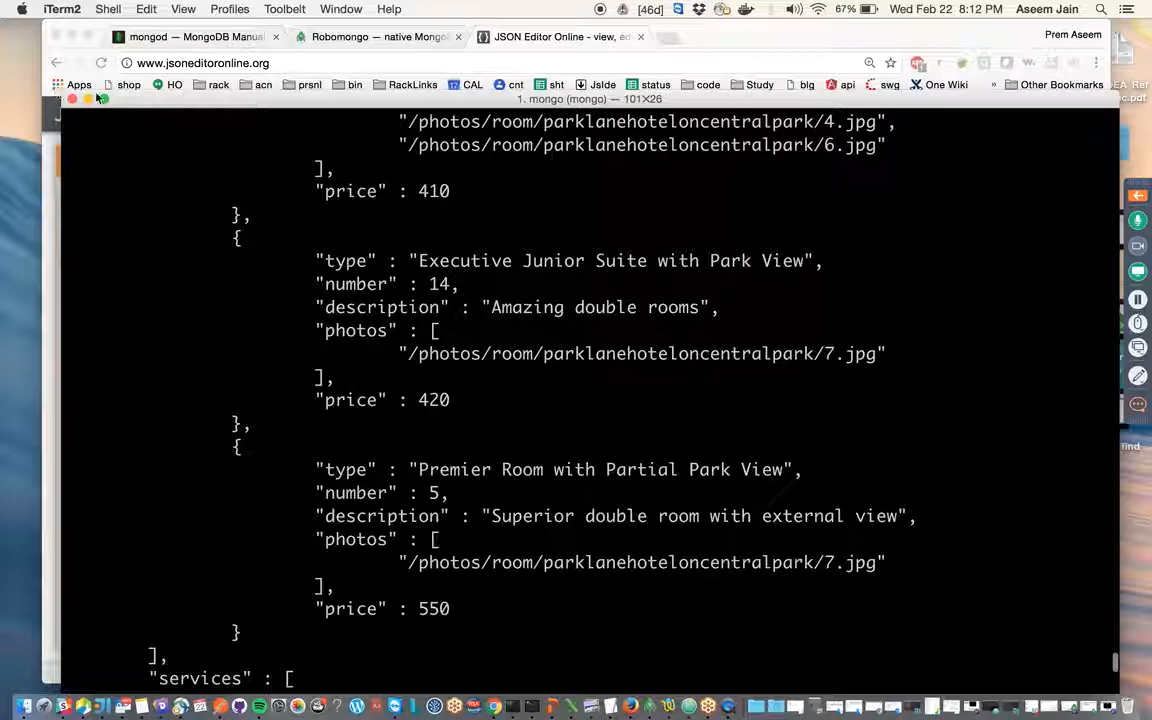 iTerm2 Shell Edit View Profiles Toolbelt Window Help [46d] 67% Wed Feb 22 8:12 PM Aseem Jain
mongod — MongoDB Manual Robomongo — native Mongo JSON Editor Online - view, ed Prem Aseem
www.jsoneditoronline.org
Apps shop HO rack acn prsnl bin RackLinks CAL cnt sht JsIde status code Study blg api swg One Wiki » Other Bookmarks
1. mongo (mongo) — 101×26
"/photos/room/parklanehoteloncentralpark/4.jpg",
"/photos/room/parklanehoteloncentralpark/6.jpg"
],
"price" : 410
},
{
"type" : "Executive Junior Suite with Park View",
"number" : 14,
"description" : "Amazing double rooms",
"photos" : [
"/photos/room/parklanehoteloncentralpark/7.jpg"
],
"price" : 420
},
{
"type" : "Premier Room with Partial Park View",
"number" : 5,
"description" : "Superior double room with external view",
"photos" : [
"/photos/room/parklanehoteloncentralpark/7.jpg"
],
"price" : 550
}
],
"services" : [